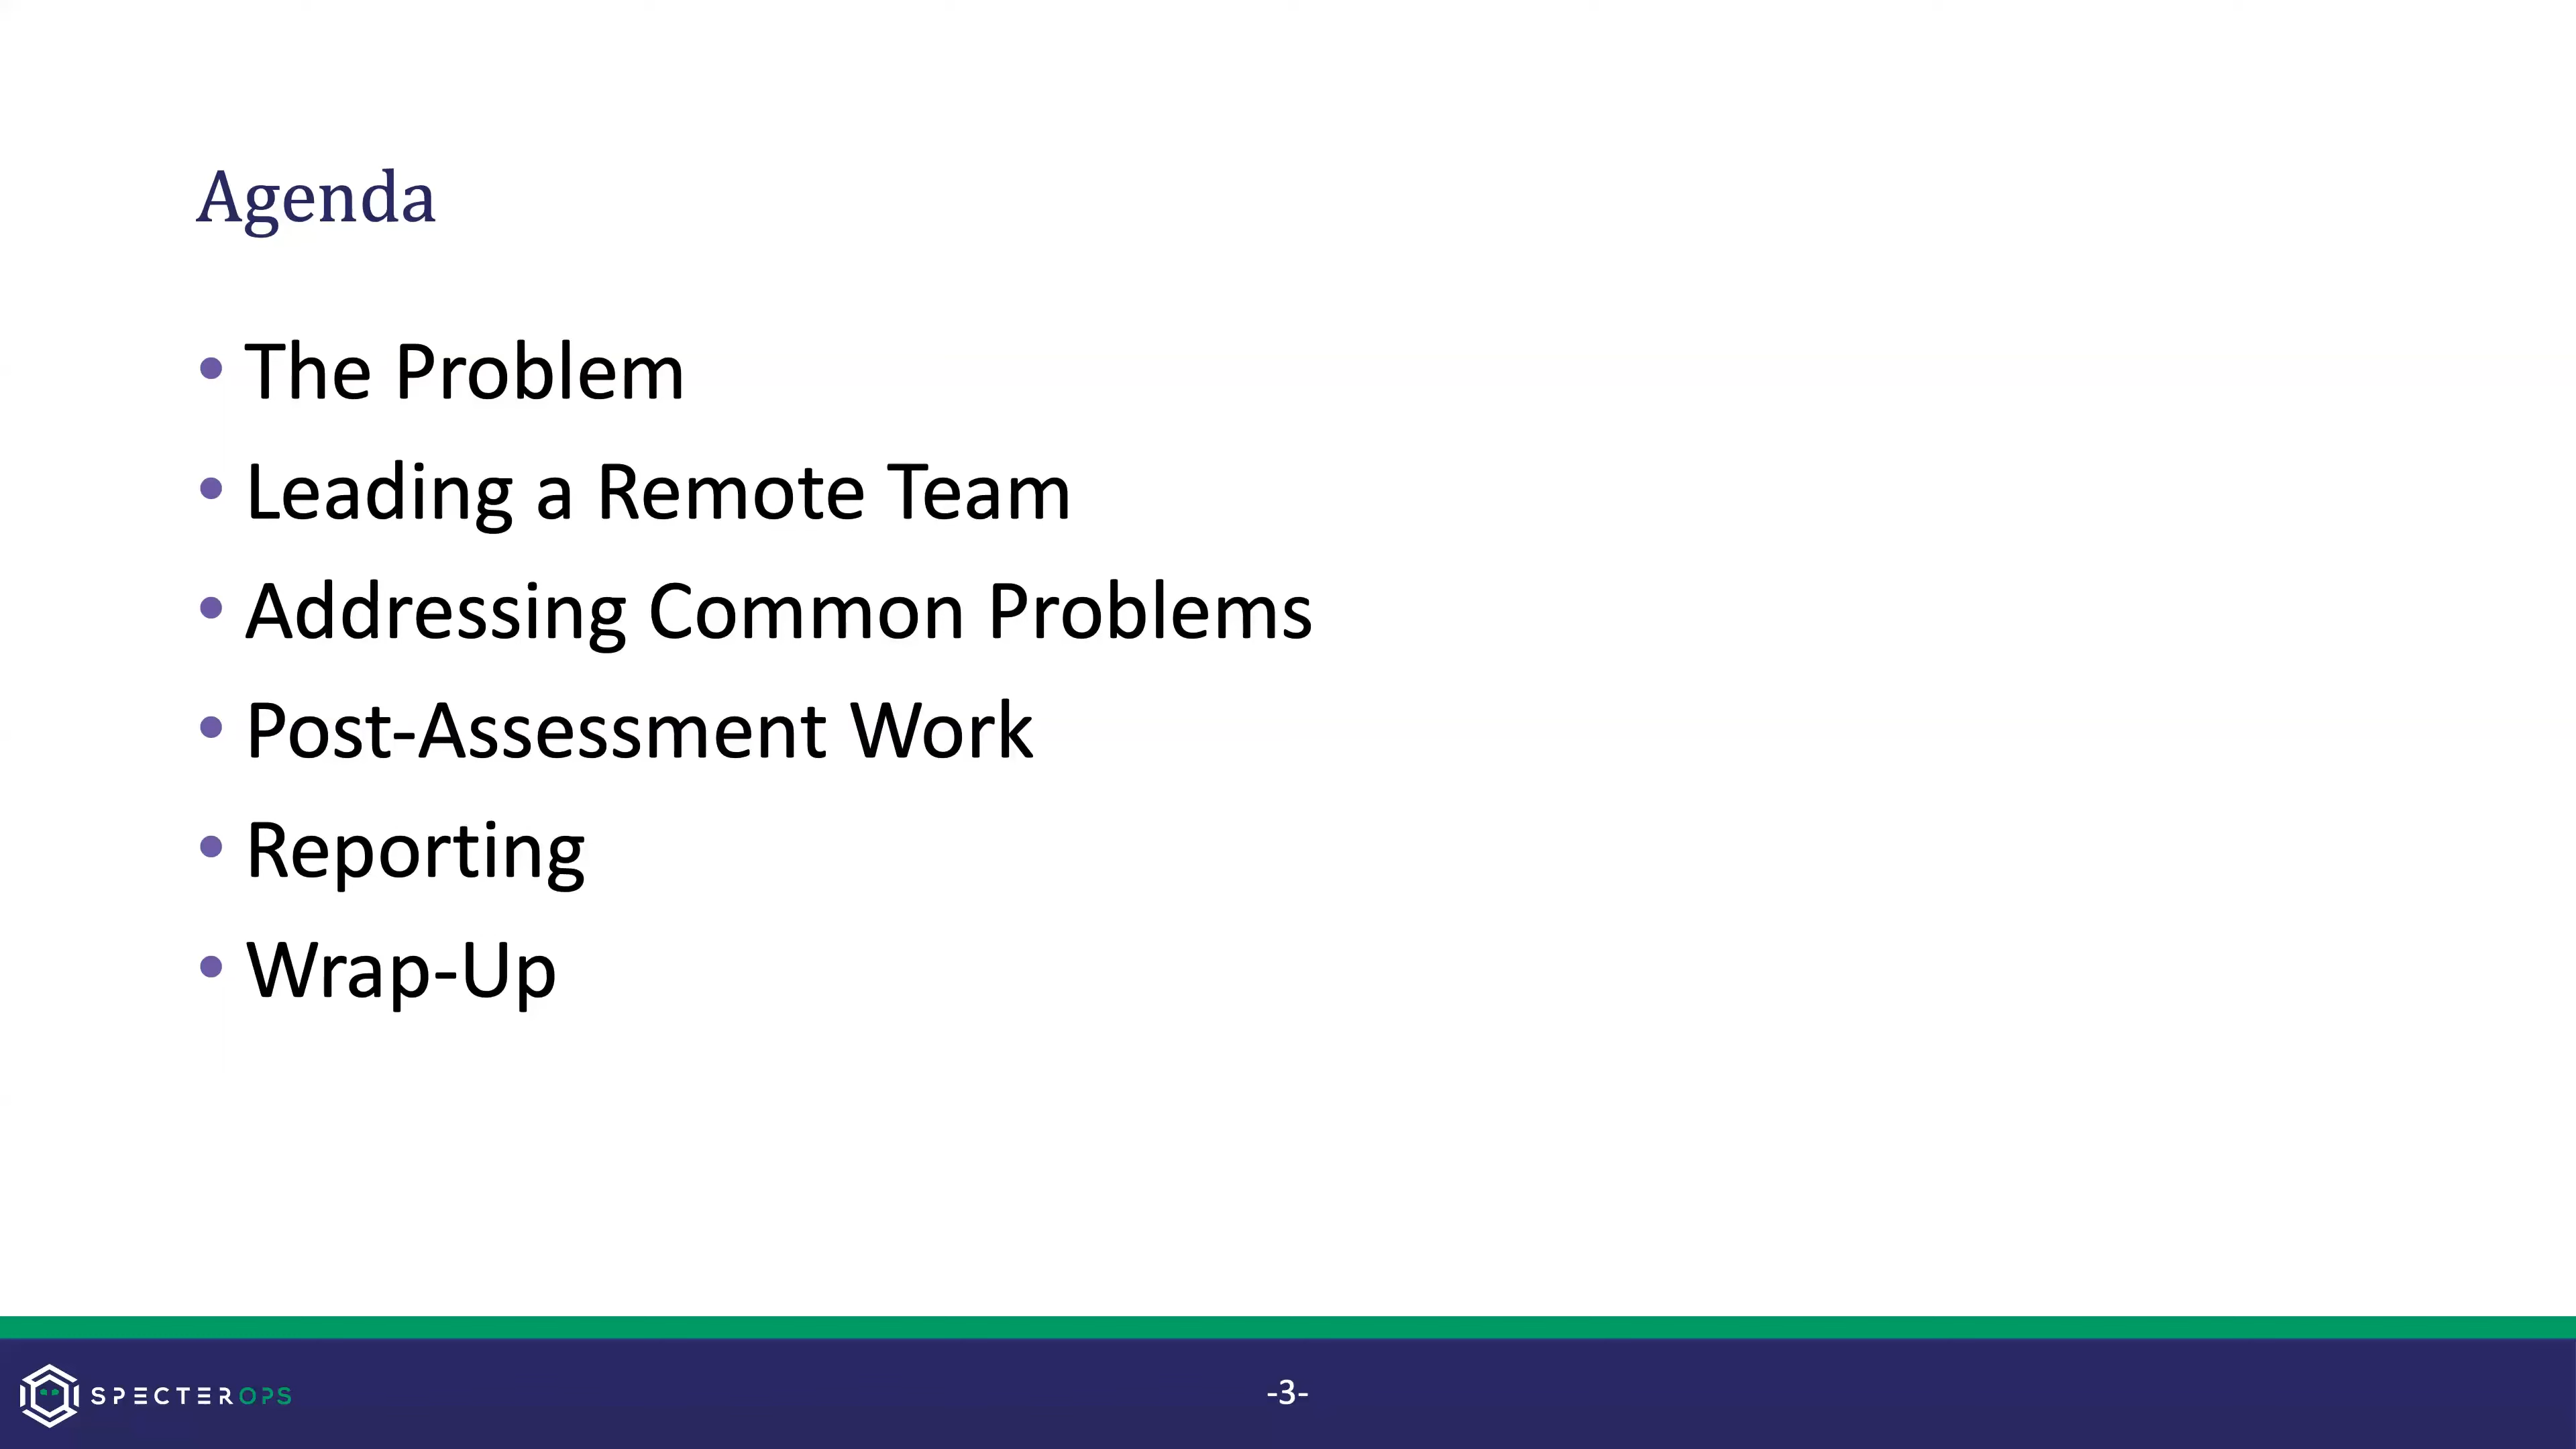 Agenda
• The Problem
• Leading a Remote Team
• Addressing Common Problems
• Post-Assessment Work
• Reporting
• Wrap-Up
SPECTEROPS
-3-